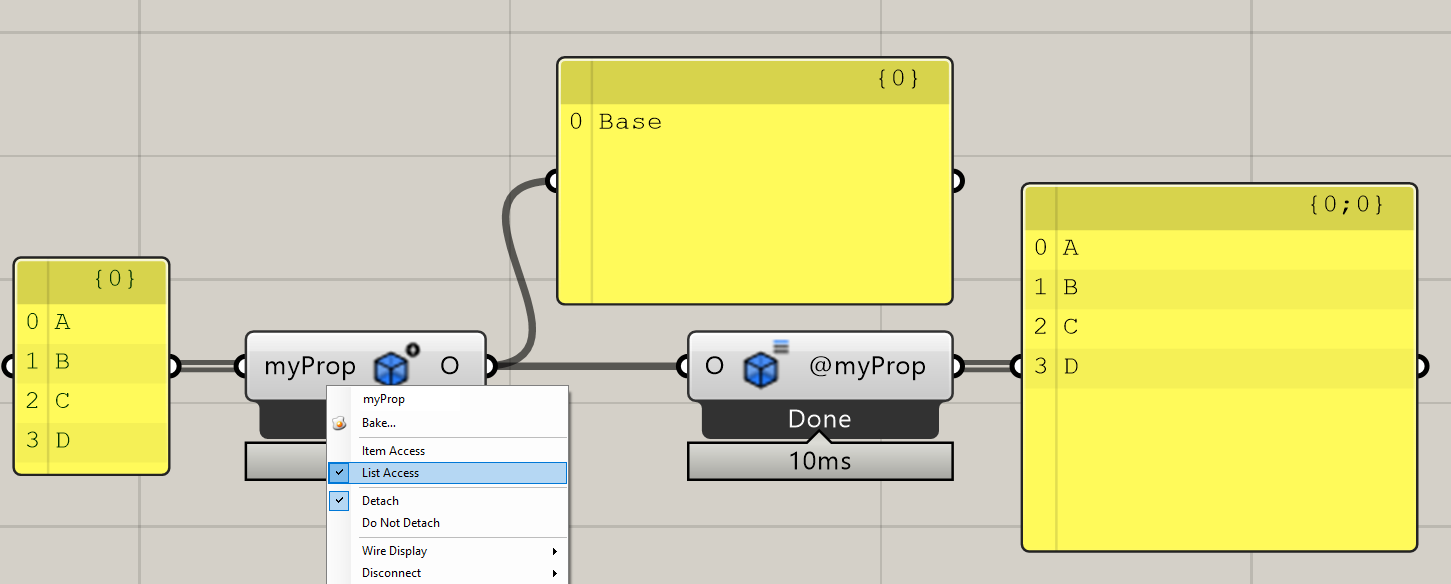 {0}
0 A
1 B
2 C
3 D
myProp O
{0}
0 Base
O @myProp
Done
10ms
{0;0}
0 A
1 B
2 C
3 D
myProp
Bake...
Item Access
List Access
Detach
Do Not Detach
Wire Display
Disconnect